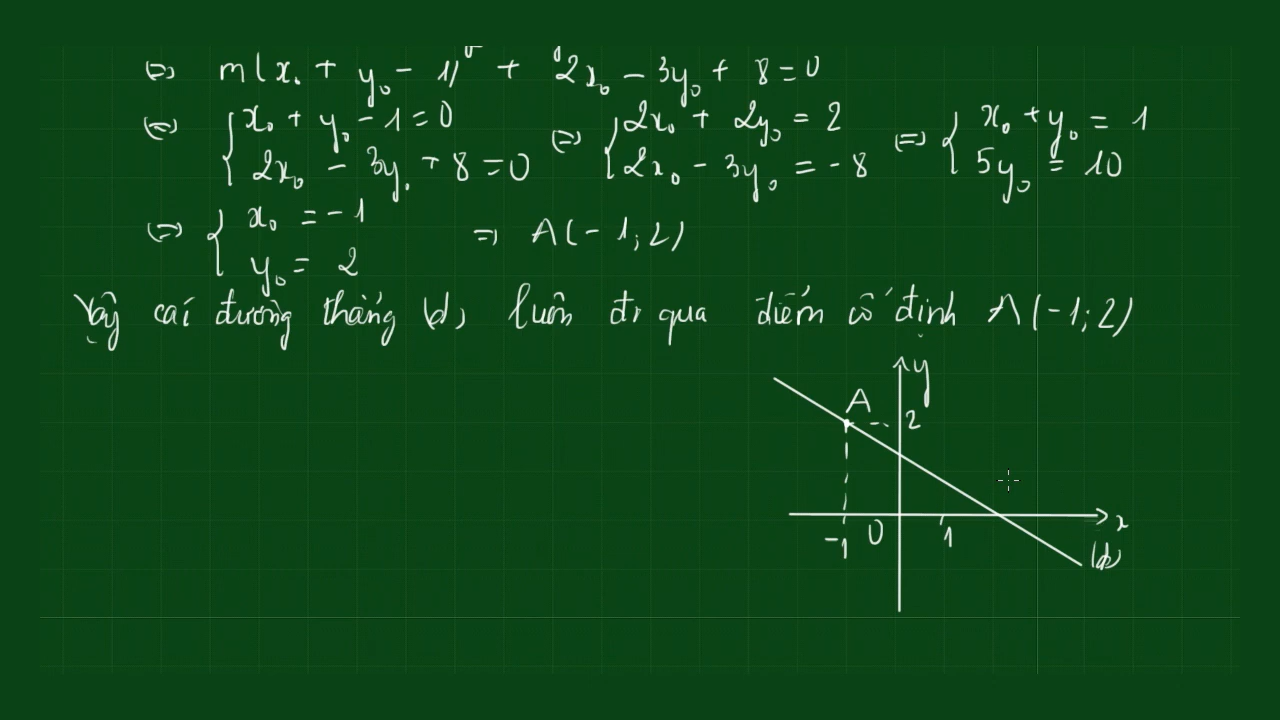 ⇔ m(x₀ + y₀ - 1) + 2x₀ - 3y₀ + 8 = 0
⇔ { x₀ + y₀ - 1 = 0 ⇔ { 2x₀ + 2y₀ = 2 ⇔ { x₀ + y₀ = 1
2x₀ - 3y₀ + 8 = 0 2x₀ - 3y₀ = -8 5y₀ = 10
⇔ { x₀ = -1 ⇒ A(-1; 2)
y₀ = 2
Vậy các đường thẳng (d) luôn đi qua điểm cố định A(-1; 2)
y
A
2
-1 0 1 x
(d)